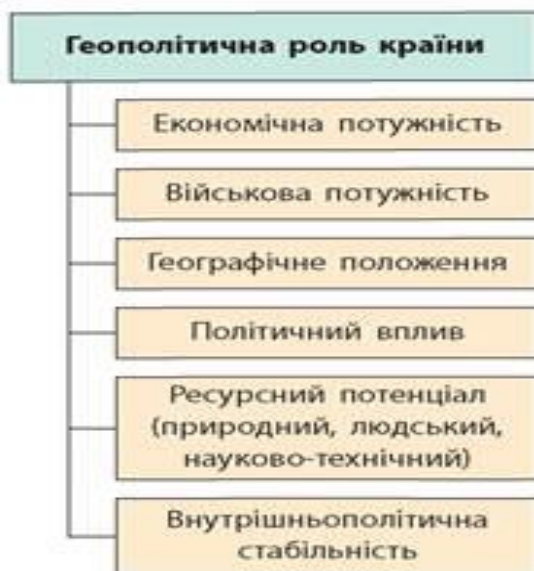 Геополітична роль країни
Економічна потужність
Військова потужність
Географічне положення
Політичний вплив
Ресурсний потенціал
(природний, людський,
науково-технічний)
Внутрішньополітична
стабільність